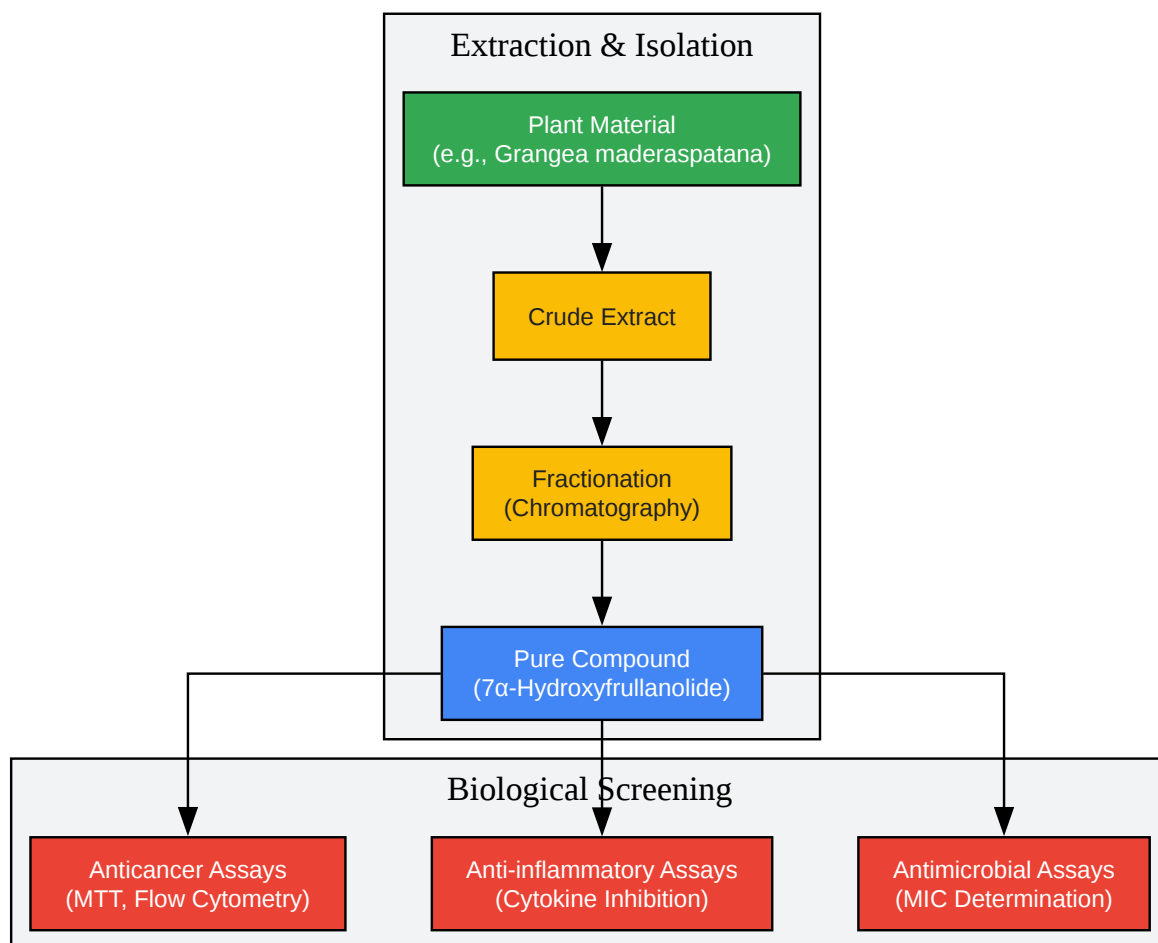 Extraction & Isolation
Plant Material
(e.g., Grangea maderaspatana)
Crude Extract
Fractionation
(Chromatography)
Pure Compound
(7α-Hydroxyfrullanolide)
Biological Screening
Anticancer Assays
(MTT, Flow Cytometry)
Anti-inflammatory Assays
(Cytokine Inhibition)
Antimicrobial Assays
(MIC Determination)